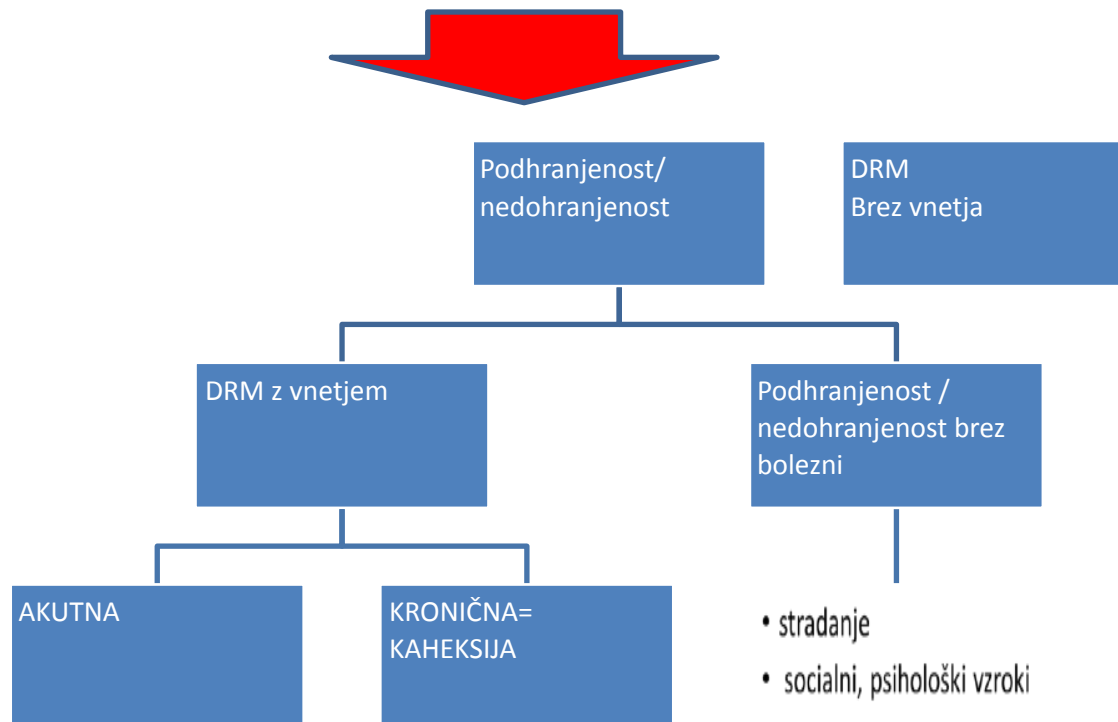 Podhranjenost/
nedohranjenost
DRM
Brez vnetja
DRM z vnetjem
Podhranjenost /
nedohranjenost brez
bolezni
AKUTNA
KRONIČNA=
KAHEKSIJA
• stradanje
• socialni, psihološki vzroki